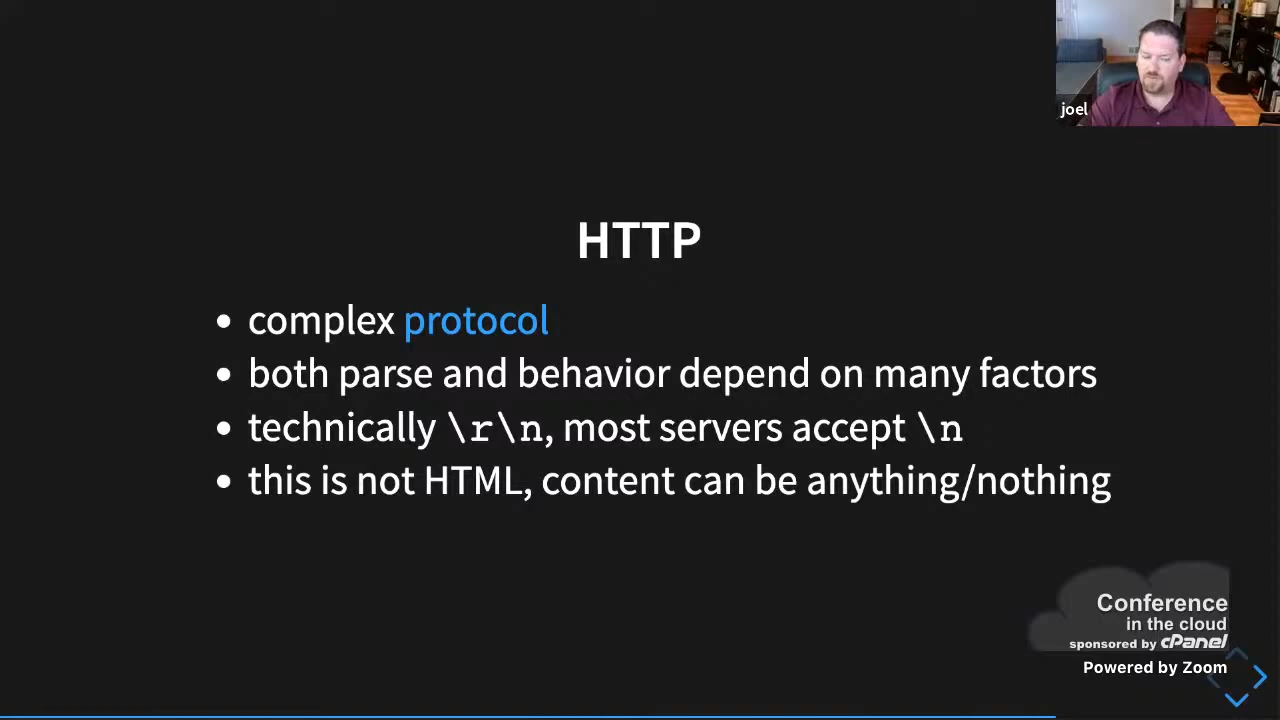 joel
HTTP
complex protocol
both parse and behavior depend on many factors
technically \r\n, most servers accept \n
this is not HTML, content can be anything/nothing
Conference
in the cloud
sponsored by cPanel
Powered by Zoom